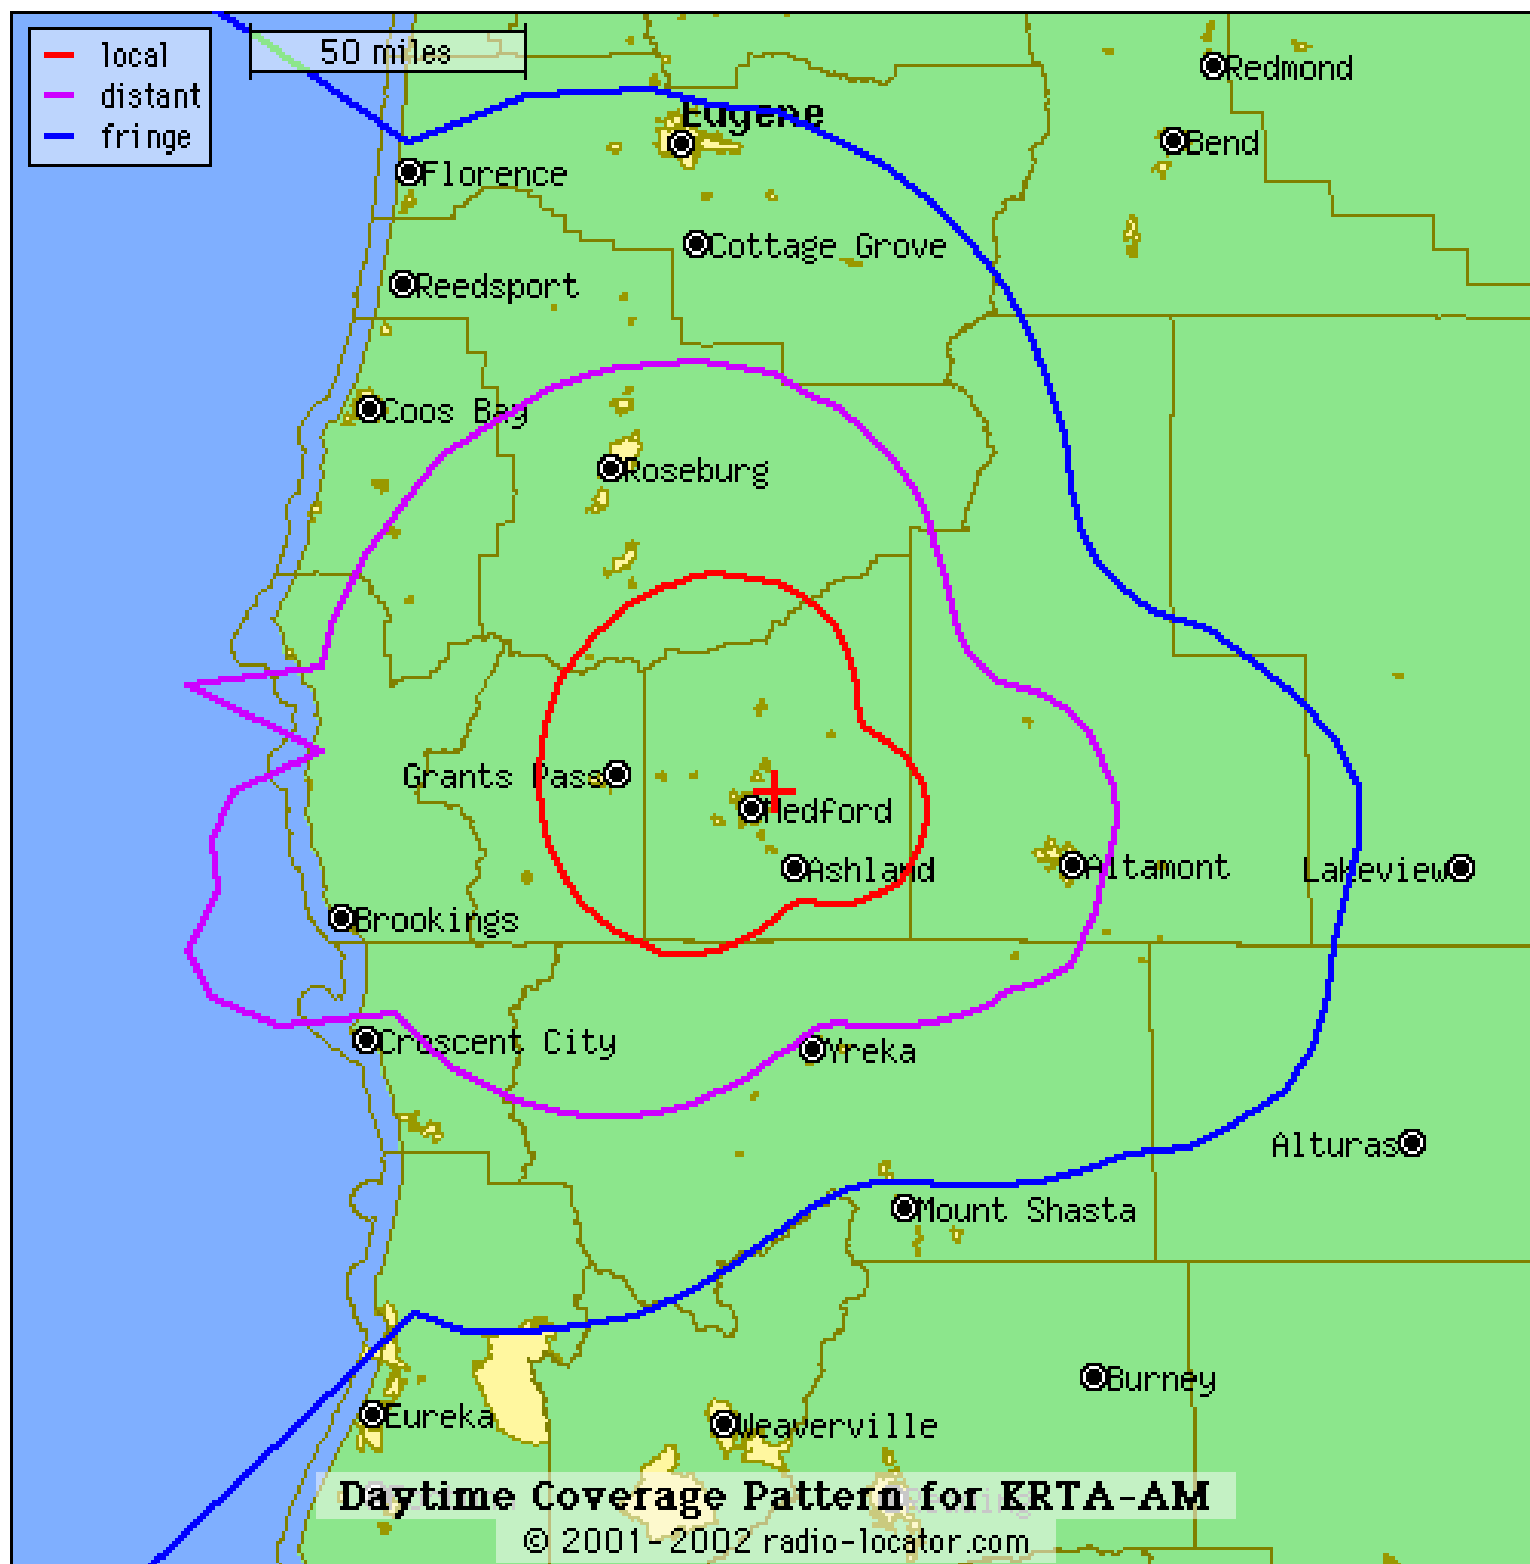 local
50 miles
Redmond
distant
fringe
Eugene
Bend
Florence
Cottage Grove
Reedsport
Coos Bay
Roseburg
Grants Pass
Medford
Ashland
Altamont
Lakeview
Brookings
Crescent City
Yreka
Alturas
Mount Shasta
Burney
Eureka
Weaverville
Daytime Coverage Pattern for KRTA-AM
© 2001-2002 radio-locator.com